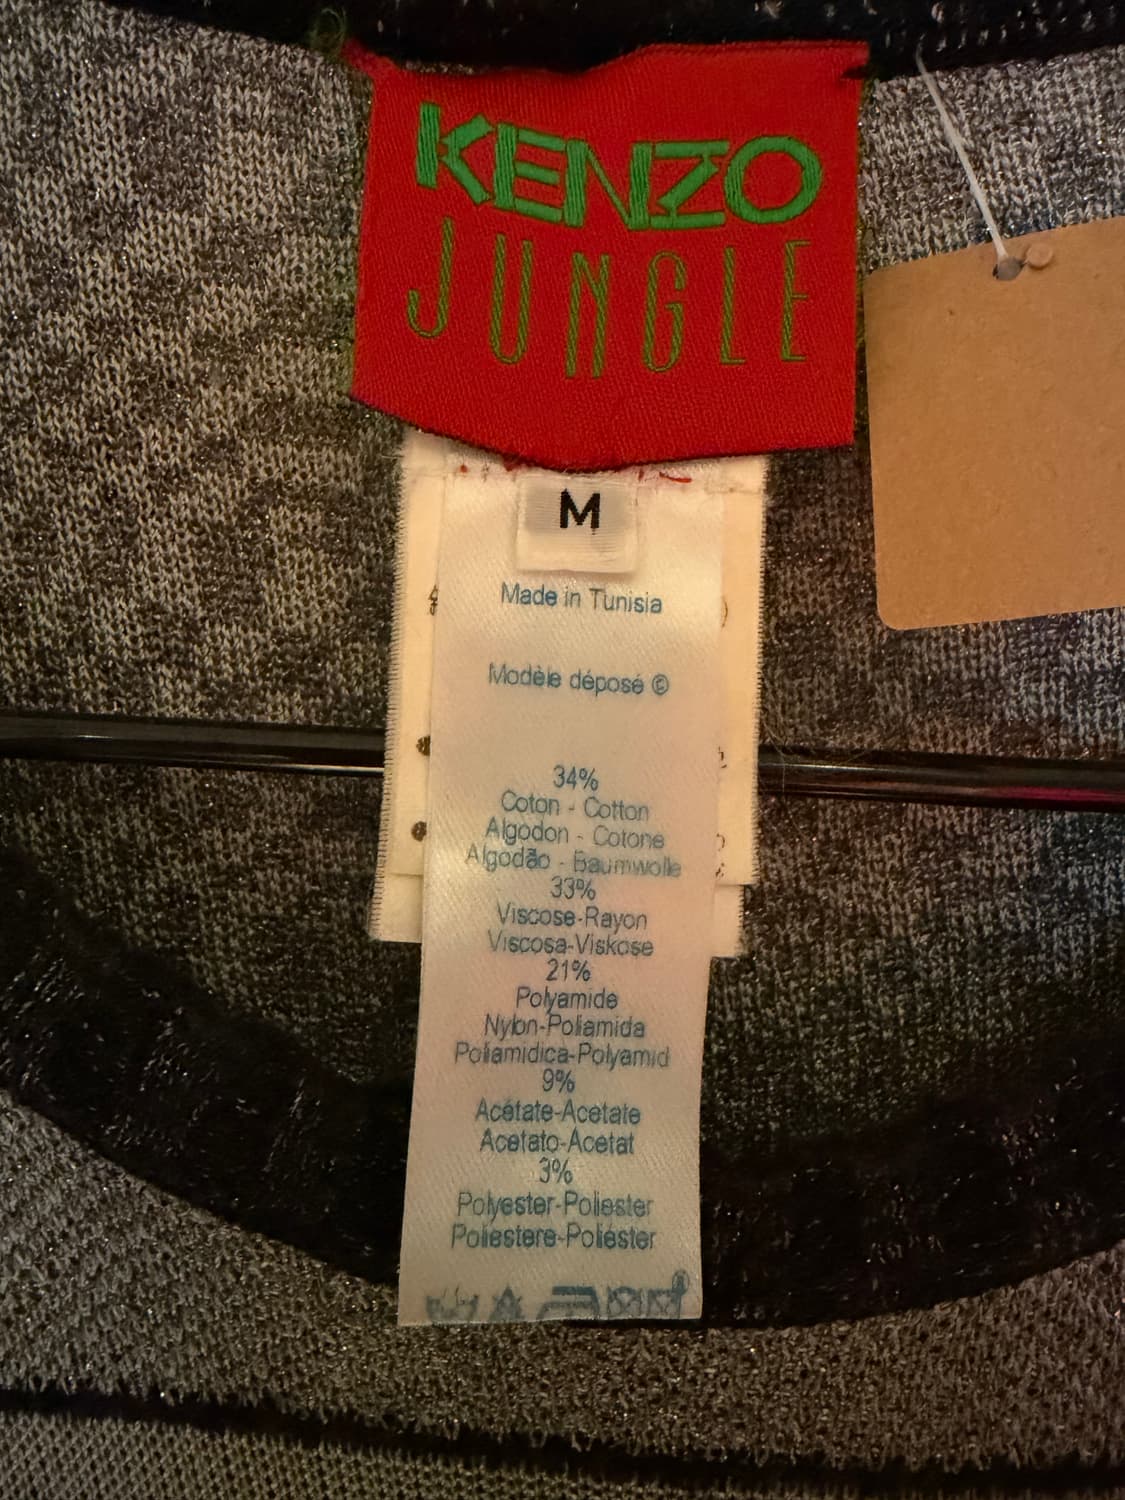 KENZO
JUNGLE
M
Made in Tunisia
Modèle déposé ©
34%
Coton - Cotton
Algodon - Cotone
Algodão - Baumwolle
33%
Viscose-Rayon
Viscosa-Viskose
21%
Polyamide
Nylon-Poliamida
Poliamidica-Polyamid
9%
Acétate-Acetate
Acetato-Acetat
3%
Polyester-Poliester
Poliestere-Poliéster